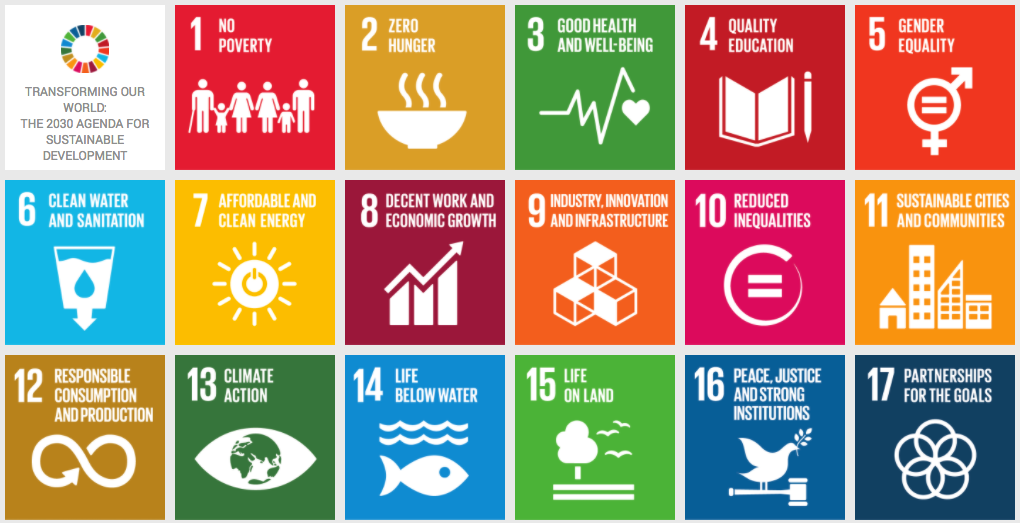 TRANSFORMING OUR
WORLD:
THE 2030 AGENDA FOR
SUSTAINABLE
DEVELOPMENT
1 NO
POVERTY
2 ZERO
HUNGER
3 GOOD HEALTH
AND WELL-BEING
4 QUALITY
EDUCATION
5 GENDER
EQUALITY
6 CLEAN WATER
AND SANITATION
7 AFFORDABLE AND
CLEAN ENERGY
8 DECENT WORK AND
ECONOMIC GROWTH
9 INDUSTRY, INNOVATION
AND INFRASTRUCTURE
10 REDUCED
INEQUALITIES
11 SUSTAINABLE CITIES
AND COMMUNITIES
12 RESPONSIBLE
CONSUMPTION
AND PRODUCTION
13 CLIMATE
ACTION
14 LIFE
BELOW WATER
15 LIFE
ON LAND
16 PEACE, JUSTICE
AND STRONG
INSTITUTIONS
17 PARTNERSHIPS
FOR THE GOALS